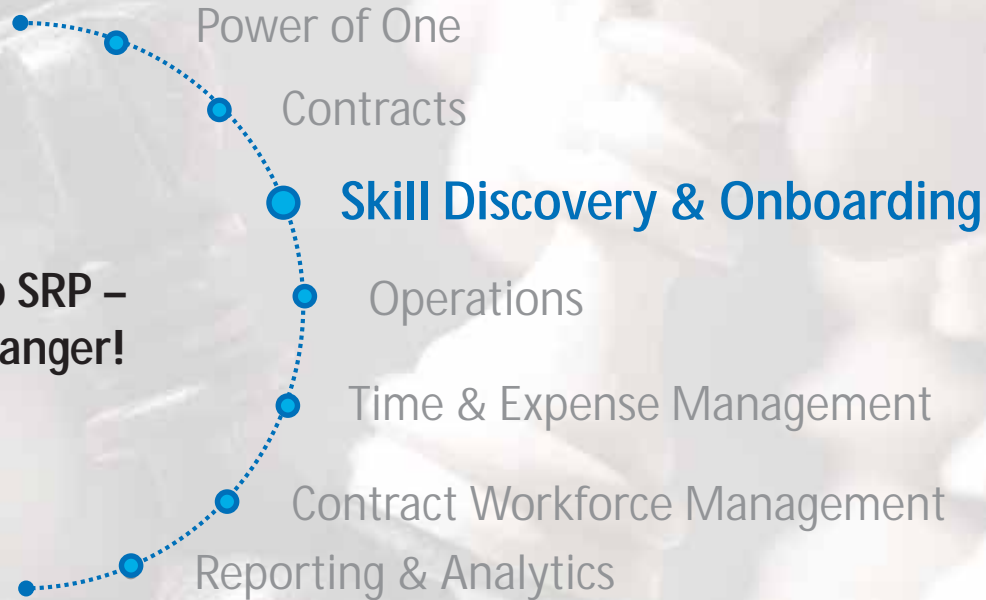 Power of One
Contracts
Skill Discovery & Onboarding
SRP –
Operations
anger!
Time & Expense Management
Contract Workforce Management
Reporting & Analytics